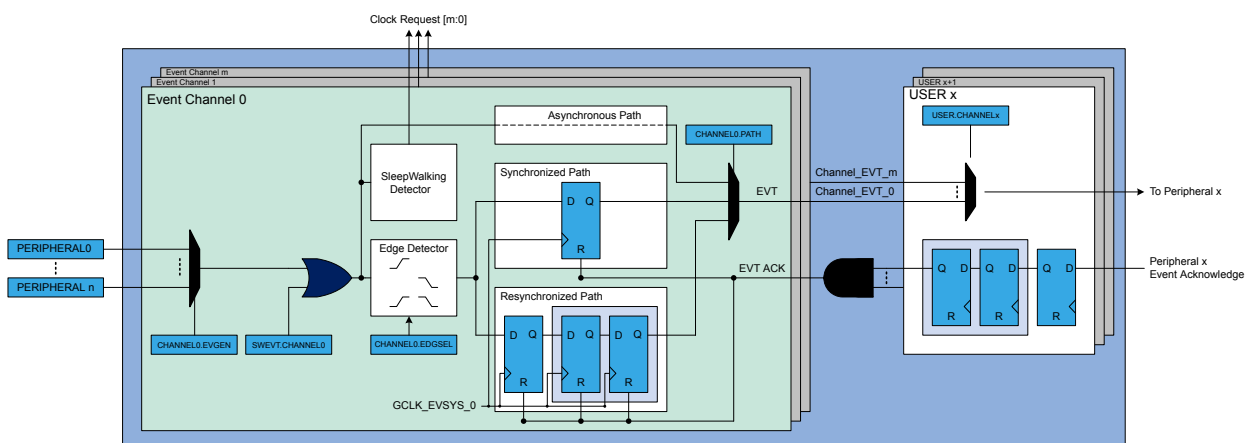 Clock Request [m:0]
Event Channel m
Event Channel 1
Event Channel 0
USER x+1
USER x
Asynchronous Path
CHANNEL0.PATH
USER.CHANNELx
SleepWalking
Detector
Synchronized Path
D Q
R
EVT
Channel_EVT_m
Channel_EVT_0
To Peripheral x
PERIPHERAL0
PERIPHERAL n
Edge Detector
EVT ACK
Q D
R
Q D
R
Q D
R
Peripheral x
Event Acknowledge
Resynchronized Path
D Q
R
D Q
R
D Q
R
CHANNEL0.EVGEN
SWEVT.CHANNEL0
CHANNEL0.EDGSEL
GCLK_EVSYS_0